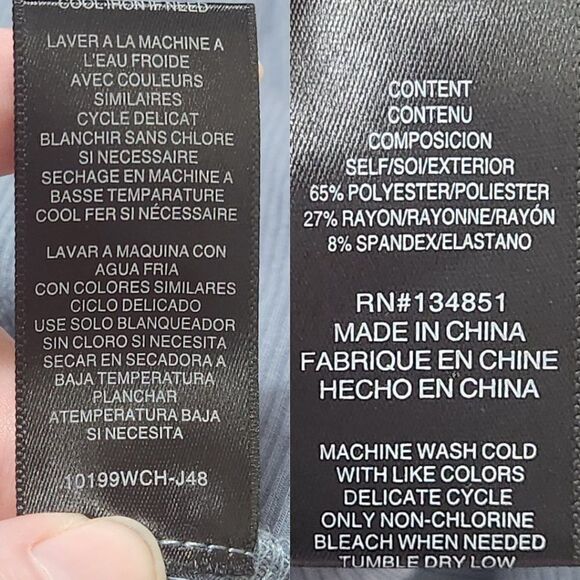 COOL IRON IF NEED
LAVER A LA MACHINE A
L'EAU FROIDE
AVEC COULEURS
SIMILAIRES
CYCLE DELICAT
BLANCHIR SANS CHLORE
SI NECESSAIRE
SECHAGE EN MACHINE A
BASSE TEMPARATURE
COOL FER SI NÉCESSAIRE
LAVAR A MAQUINA CON
AGUA FRIA
CON COLORES SIMILARES
CICLO DELICADO
USE SOLO BLANQUEADOR
SIN CLORO SI NECESITA
SECAR EN SECADORA A
BAJA TEMPERATURA
PLANCHAR
ATEMPERATURA BAJA
SI NECESITA
10199WCH-J48
CONTENT
CONTENU
COMPOSICION
SELF/SOI/EXTERIOR
65% POLYESTER/POLIESTER
27% RAYON/RAYONNE/RAYÓN
8% SPANDEX/ELASTANO
RN#134851
MADE IN CHINA
FABRIQUE EN CHINE
HECHO EN CHINA
MACHINE WASH COLD
WITH LIKE COLORS
DELICATE CYCLE
ONLY NON-CHLORINE
BLEACH WHEN NEEDED
TUMBLE DRY LOW